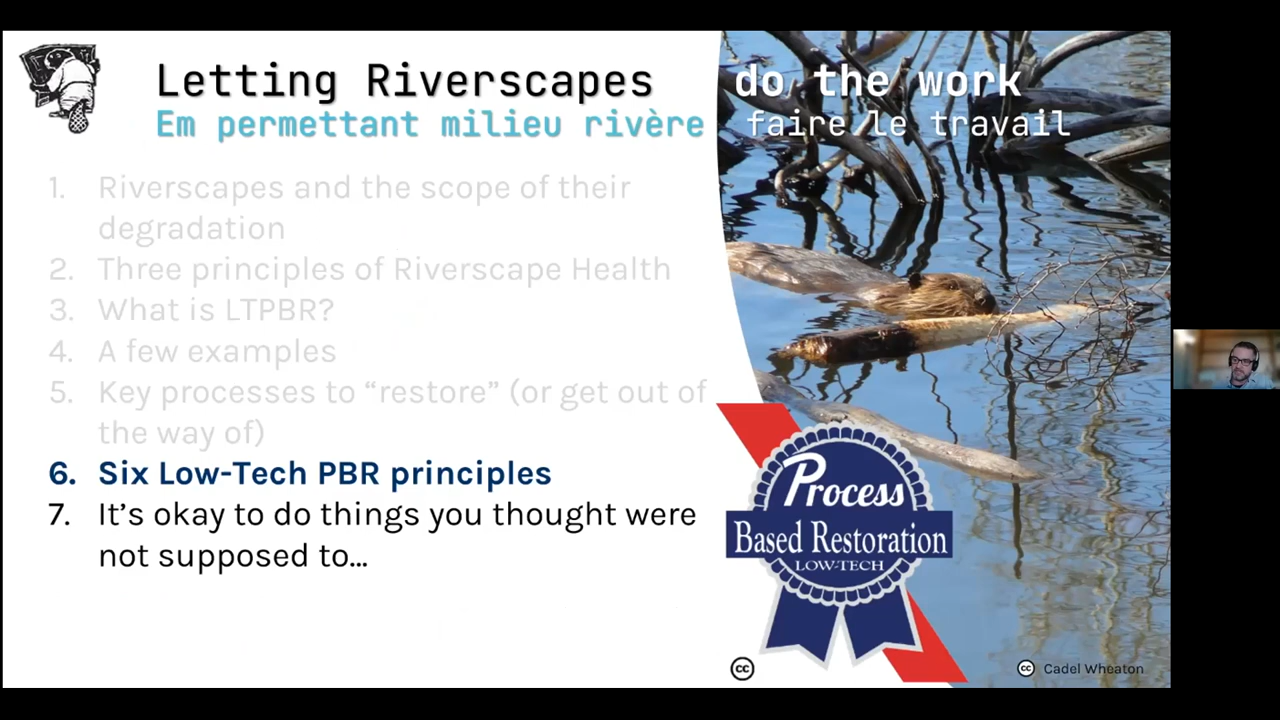 Letting Riverscapes do the work
Em permettant milieu rivère faire le travail
1. Riverscapes and the scope of their
degradation
2. Three principles of Riverscape Health
3. What is LTPBR?
4. A few examples
5. Key processes to “restore” (or get out of
the way of)
6. Six Low-Tech PBR principles
7. It’s okay to do things you thought were
not supposed to…
Process
Based Restoration
LOW-TECH
cc
cc Cadel Wheaton